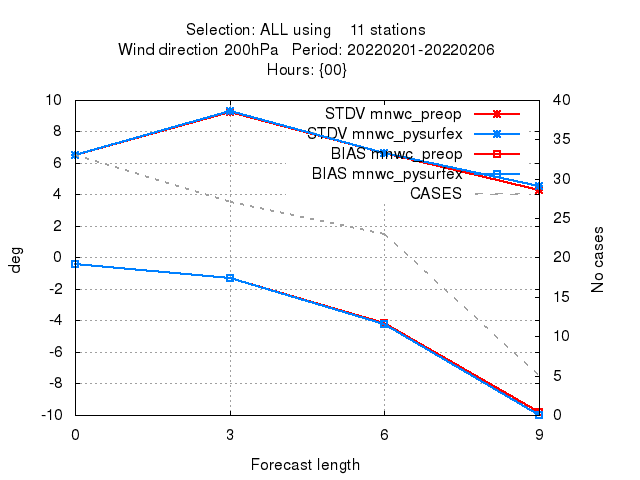 Selection: ALL using 11 stations
Wind direction 200hPa Period: 20220201-20220206
Hours: {00}
10
8
6
4
2
0
-2
-4
-6
-8
-10
deg
STDV mnwc_preop
STDV mnwc_pysurfex
BIAS mnwc_preop
BIAS mnwc_pysurfex
CASES
40
35
30
25
20
15
10
5
0
No cases
0 3 6 9
Forecast length